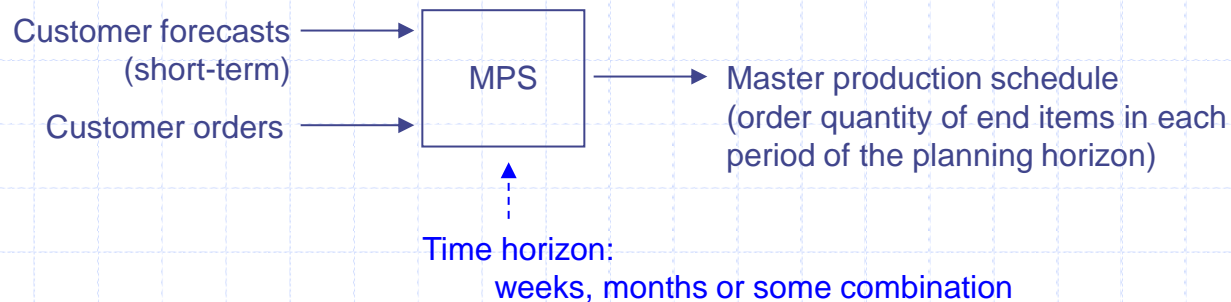 Customer forecasts
(short-term)
Customer orders
MPS
Master production schedule
(order quantity of end items in each
period of the planning horizon)
Time horizon:
weeks, months or some combination